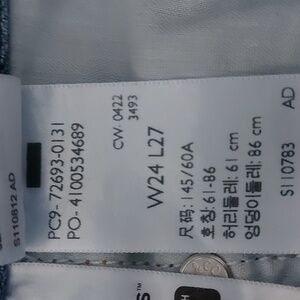 PC9- 72693-0131
PO- 4100534689
CW- 0422
3493
W24 L27
尺码: 145/60A
호칭: 61-86
허리둘레: 61 cm
엉덩이둘레: 86 cm
S110783 AD
S110812 AD